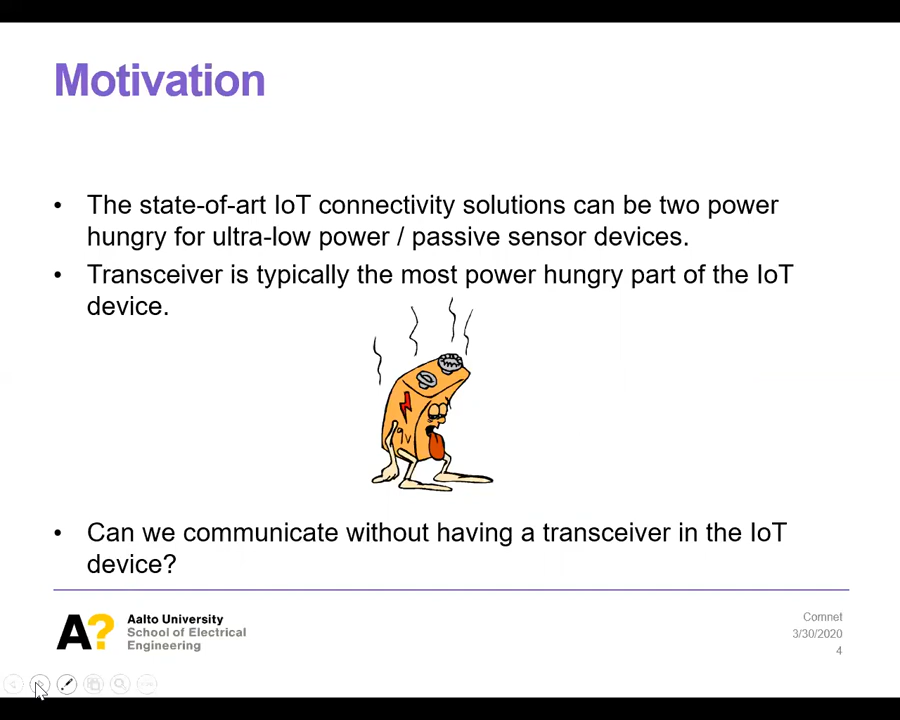 Motivation
• The state-of-art IoT connectivity solutions can be two power
hungry for ultra-low power / passive sensor devices.
• Transceiver is typically the most power hungry part of the IoT
device.
9V
• Can we communicate without having a transceiver in the IoT
device?
A?
Aalto University
School of Electrical
Engineering
Comnet
3/30/2020
4